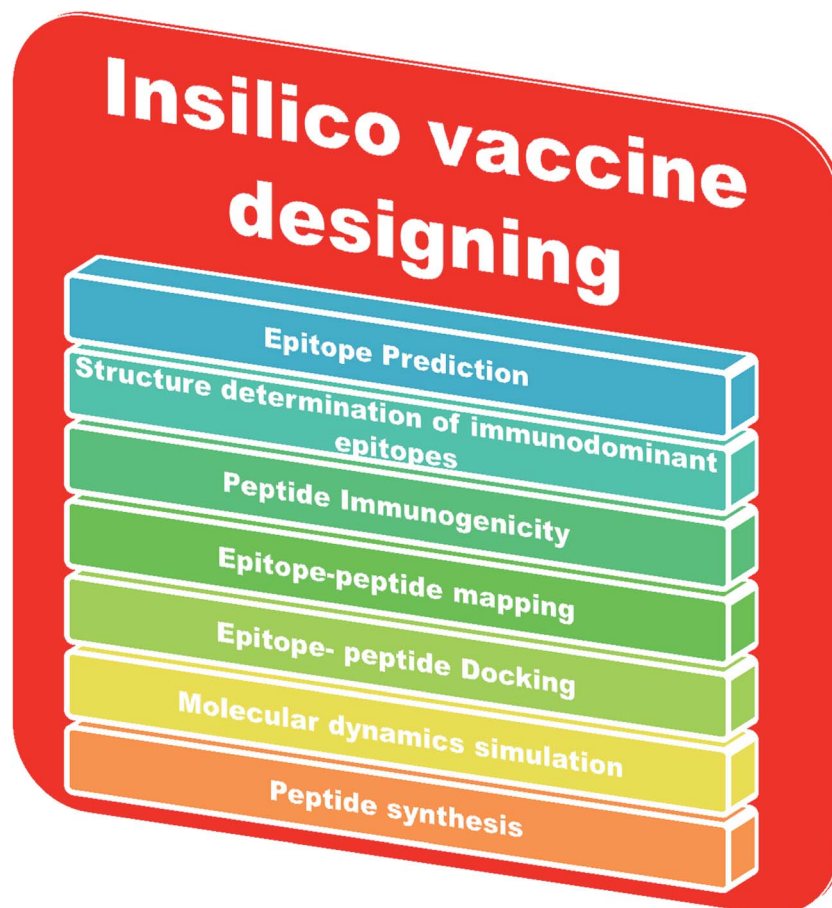 Insilico vaccine
designing
Epitope Prediction
Structure determination of immunodominant
epitopes
Peptide Immunogenicity
Epitope-peptide mapping
Epitope- peptide Docking
Molecular dynamics simulation
Peptide synthesis